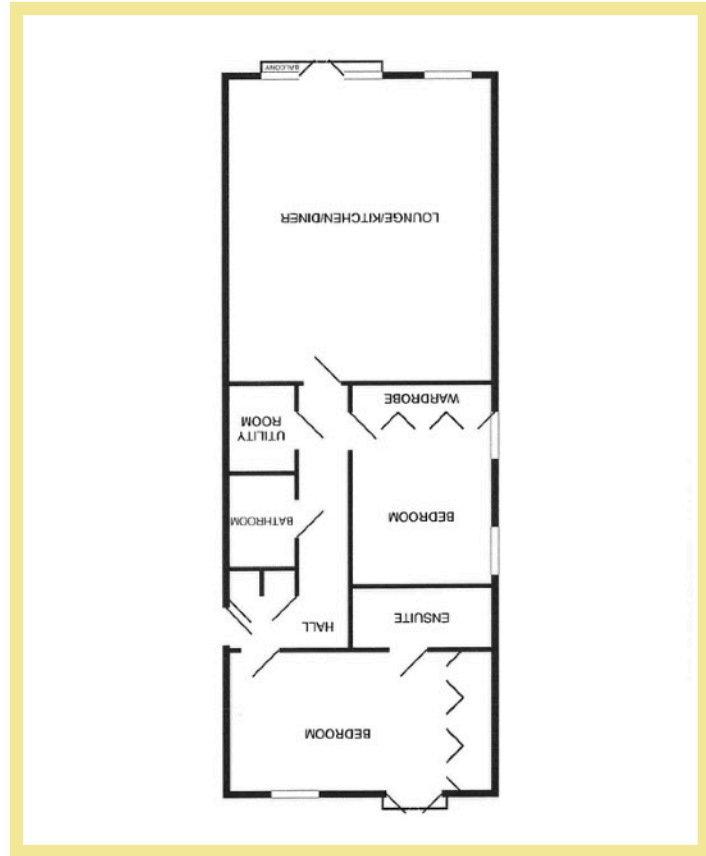 BEDROOM
HALL
ENSUITE
BEDROOM
BATHROOM
UTILITY
ROOM
WARDROBE
LOUNGE/KITCHEN/DINER
BALCONY